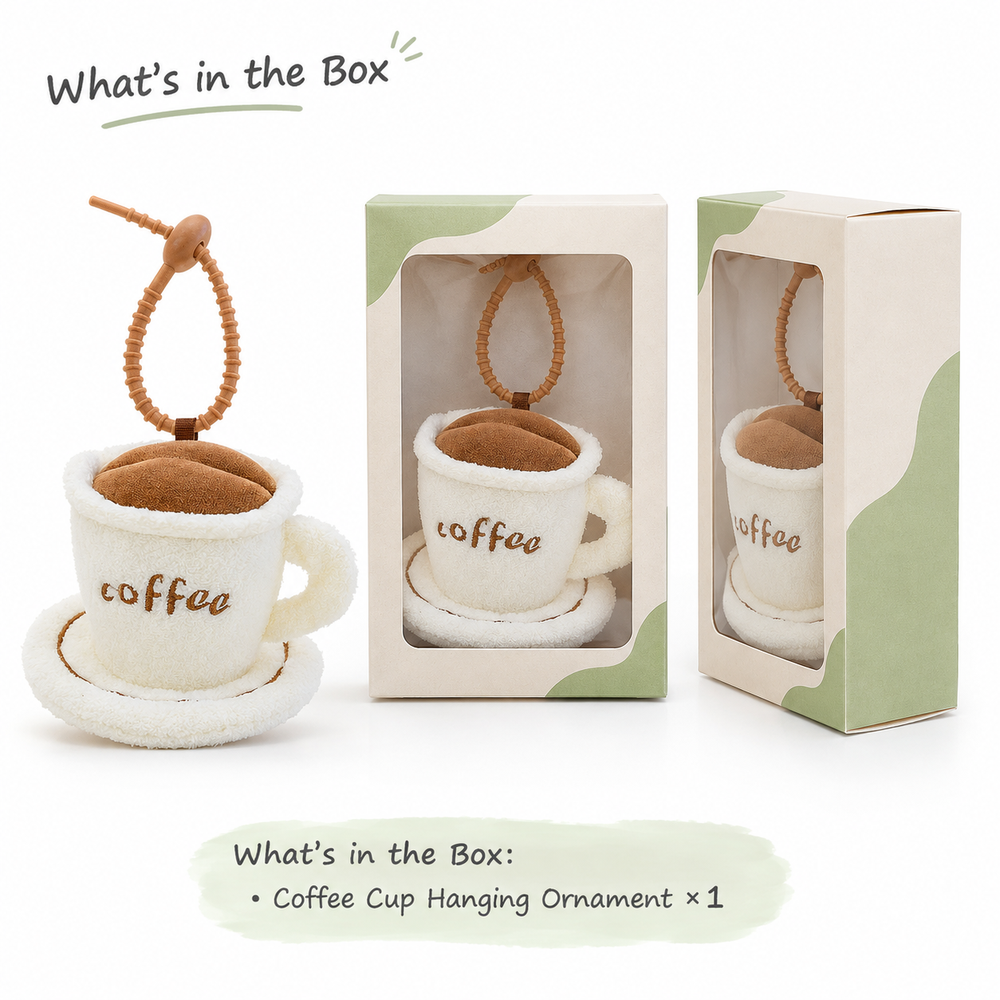 What's in the Box
coffee
coffee
coffee
What's in the Box:
• Coffee Cup Hanging Ornament ×1